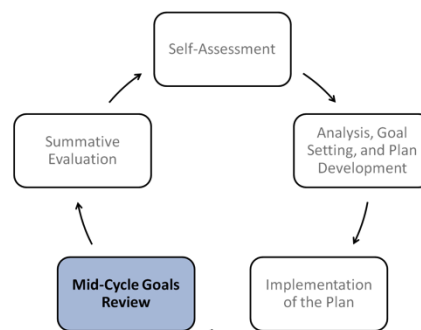 Self-Assessment
Analysis, Goal
Setting, and Plan
Development
Implementation
of the Plan
Mid-Cycle Goals
Review
Summative
Evaluation